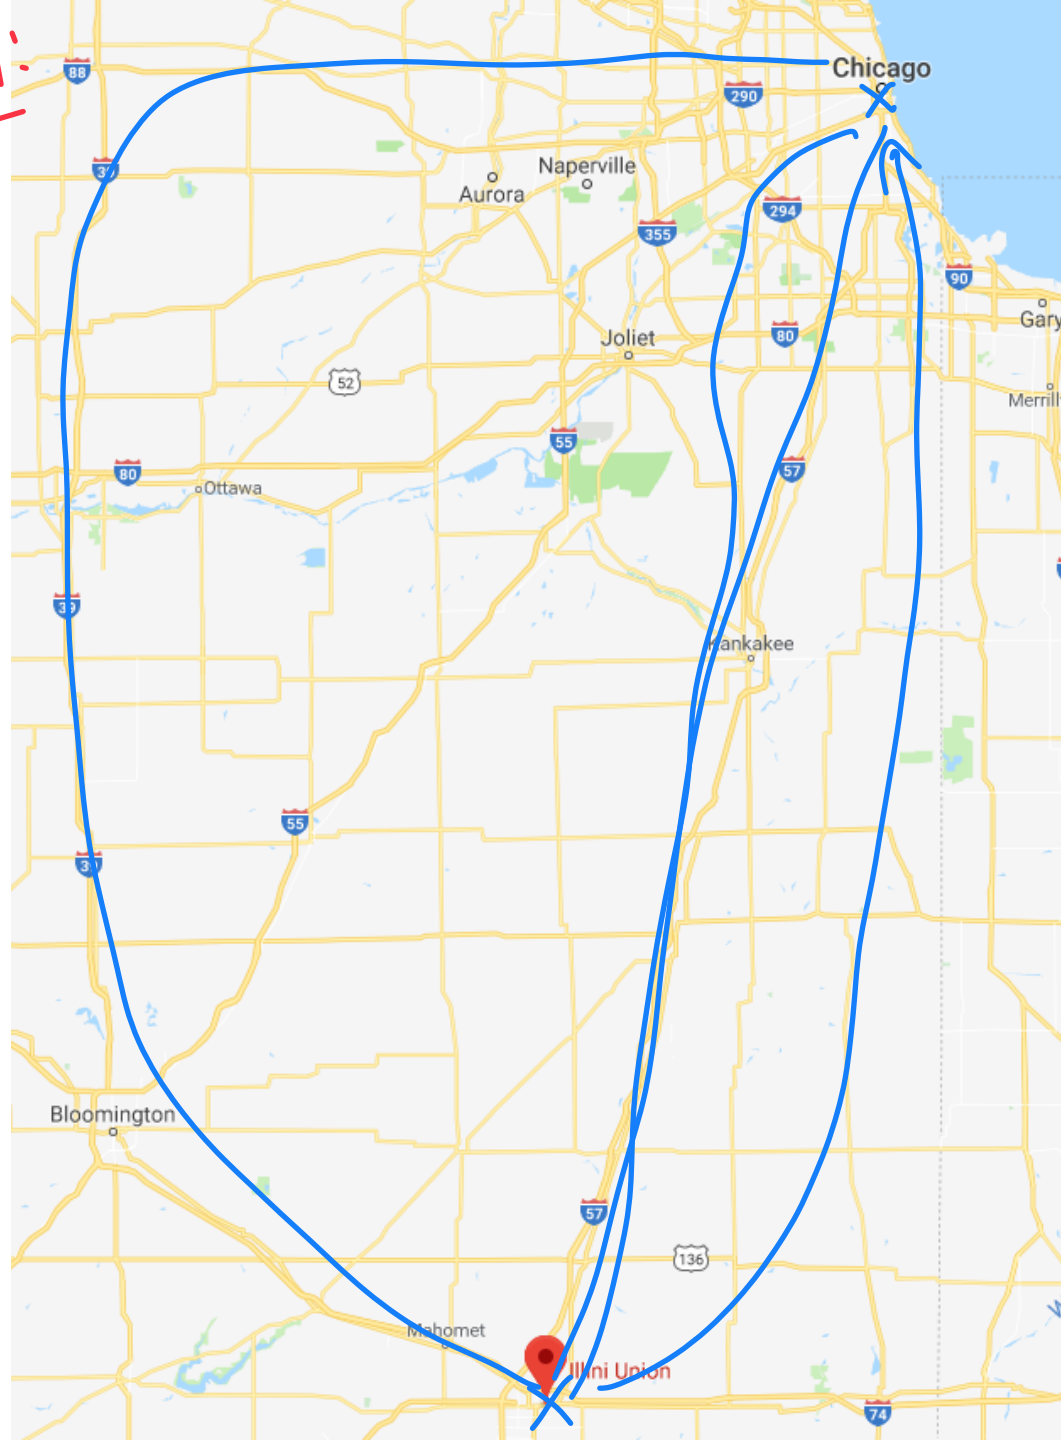 Chicago
88
290
39
Naperville
Aurora
294
355
90
Gary
80
Joliet
52
Merrill
55
57
80
Ottawa
39
Kankakee
55
39
Bloomington
57
136
Mahomet
Illini Union
74